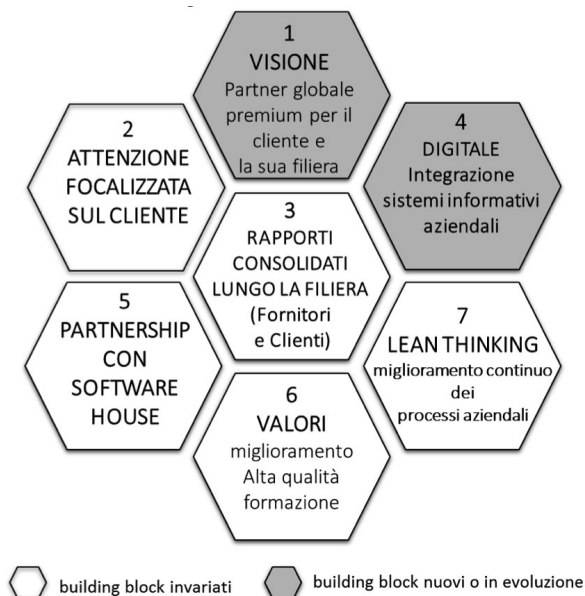 1
VISIONE
Partner globale
premium per il
cliente e
la sua filiera
2
ATTENZIONE
FOCALIZZATA
SUL CLIENTE
4
DIGITALE
Integrazione
sistemi informativi
aziendali
3
RAPPORTI
CONSOLIDATI
LUNGO LA FILIERA
(Fornitori
e Clienti)
5
PARTNERSHIP
CON
SOFTWARE
HOUSE
7
LEAN THINKING
miglioramento continuo
dei
processi aziendali
6
VALORI
miglioramento
Alta qualità
formazione
building block invariati
building block nuovi o in evoluzione